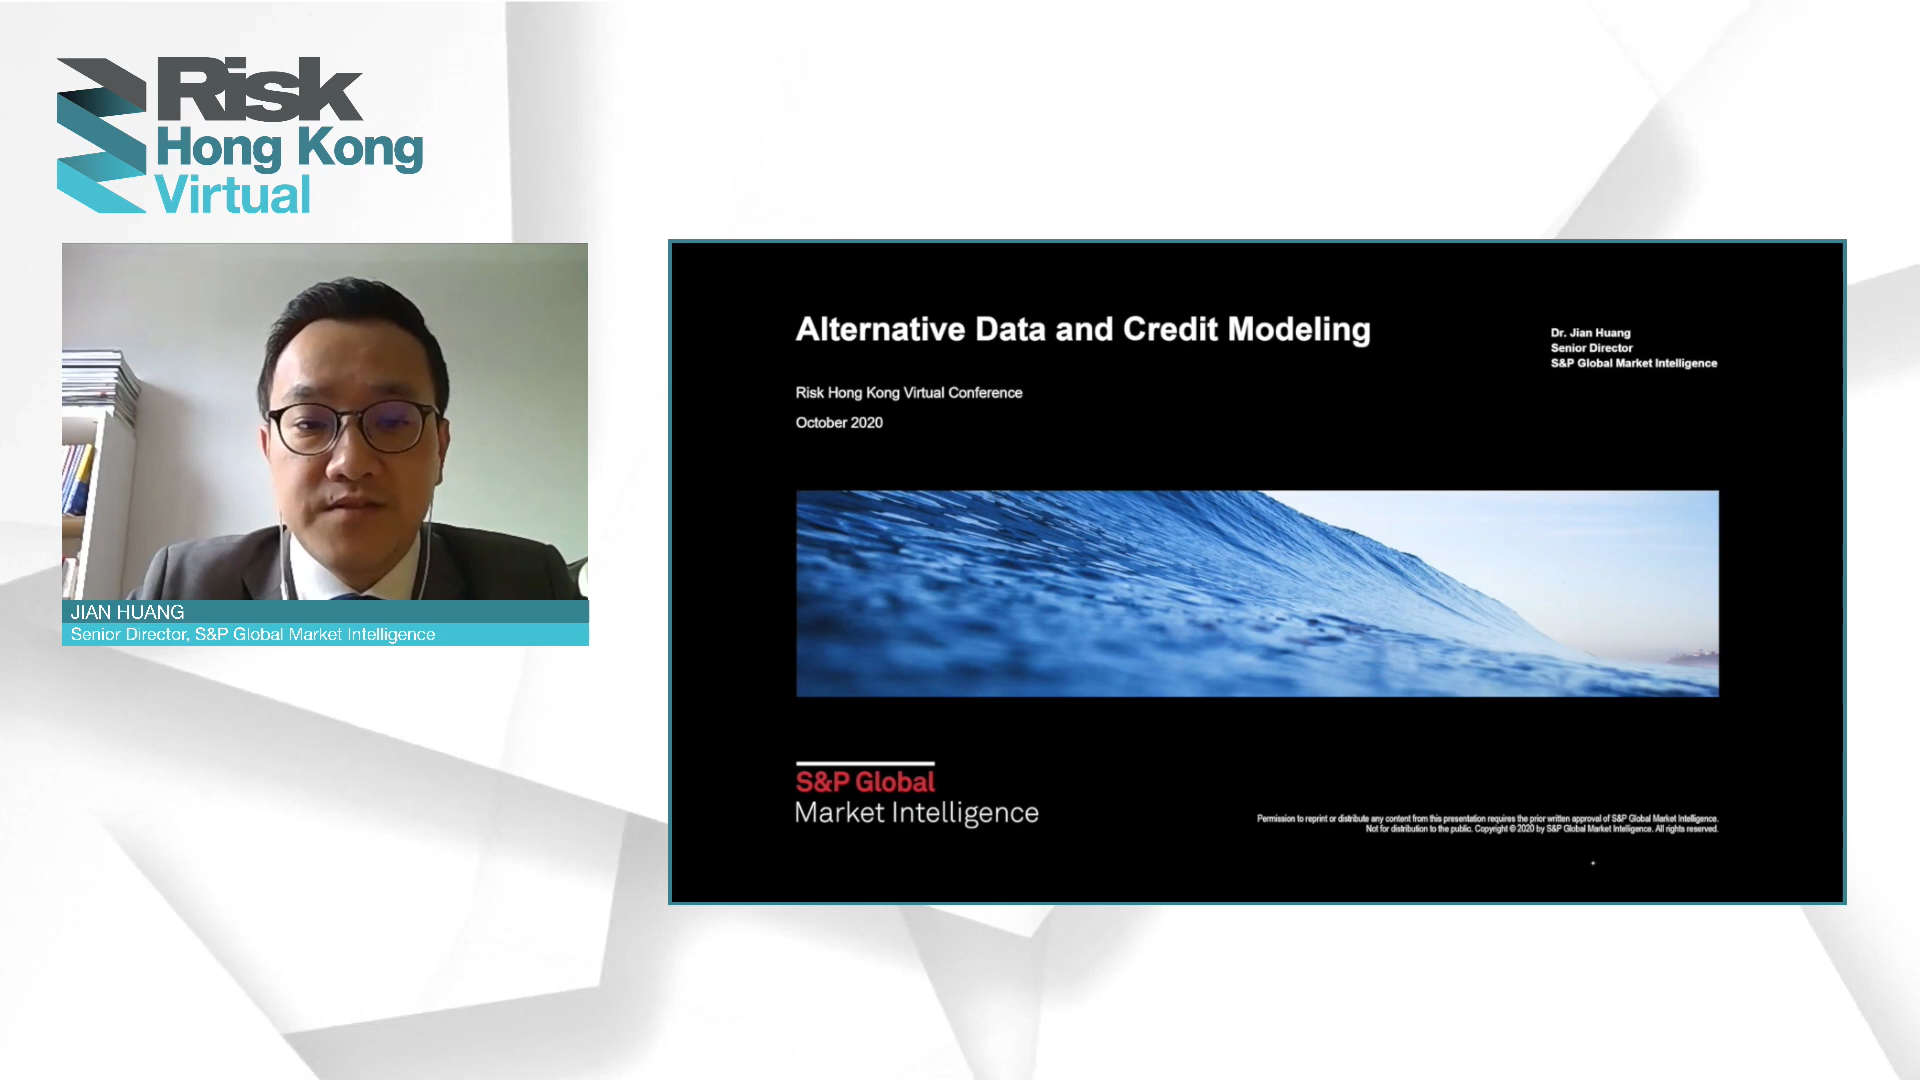 Risk
Hong Kong
Virtual
JIAN HUANG
Senior Director, S&P Global Market Intelligence
Alternative Data and Credit Modeling
Dr. Jian Huang
Senior Director
S&P Global Market Intelligence
Risk Hong Kong Virtual Conference
October 2020
S&P Global
Market Intelligence
Permission to reprint or distribute any content from this presentation requires the prior written approval of S&P Global Market Intelligence.
Not for distribution to the public. Copyright © 2020 by S&P Global Market Intelligence. All rights reserved.